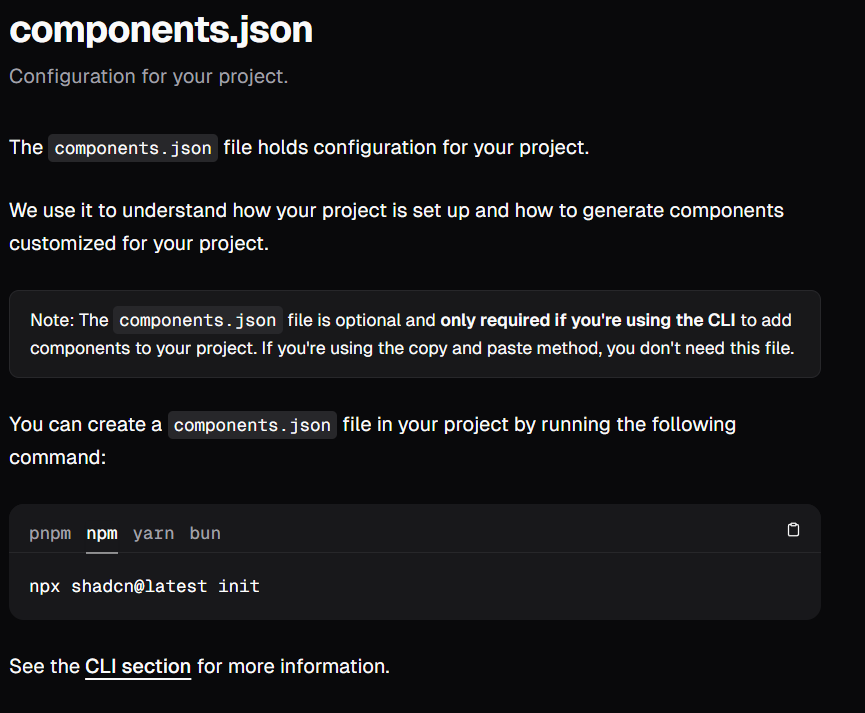 components.json
Configuration for your project.
The components.json file holds configuration for your project.
We use it to understand how your project is set up and how to generate components
customized for your project.
Note: The components.json file is optional and only required if you're using the CLI to add
components to your project. If you're using the copy and paste method, you don't need this file.
You can create a components.json file in your project by running the following
command:
pnpm npm yarn bun
npx shadcn@latest init
See the CLI section for more information.